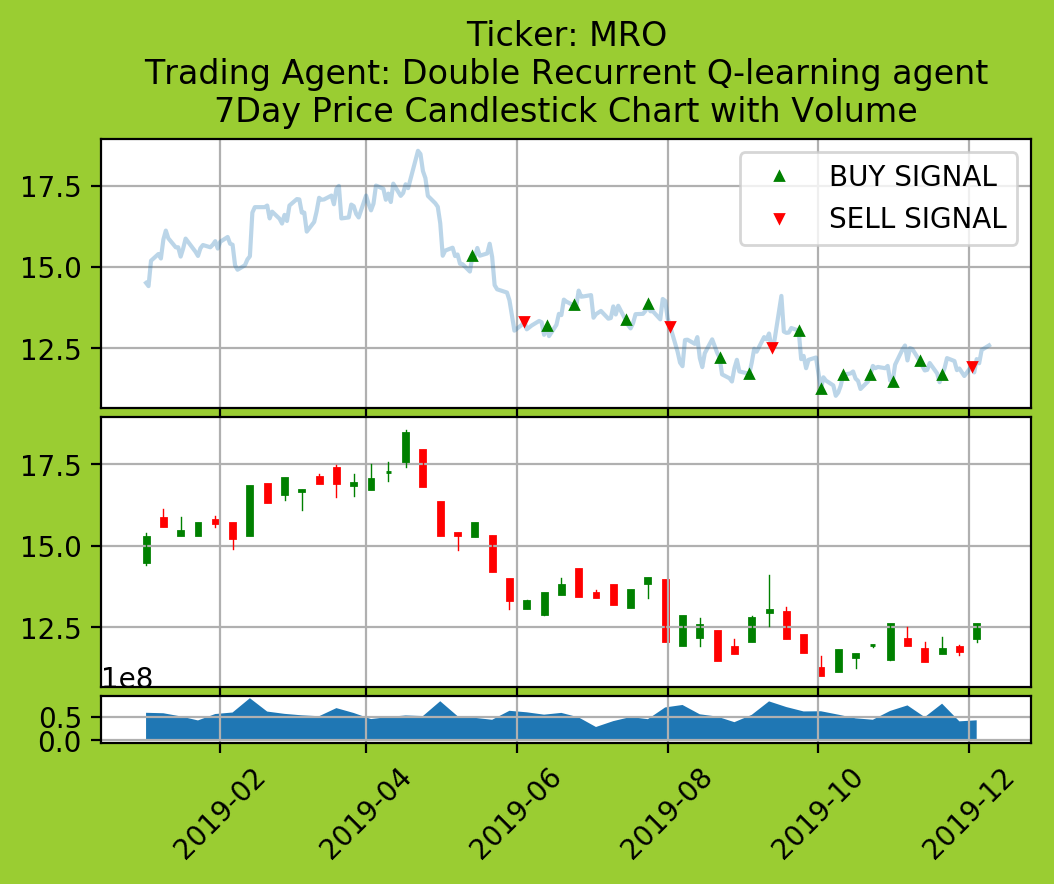 Ticker: MRO
Trading Agent: Double Recurrent Q-learning agent
7Day Price Candlestick Chart with Volume
17.5
15.0
12.5
BUY SIGNAL
SELL SIGNAL
17.5
15.0
12.5
1e8
0.5
0.0
2019-02
2019-04
2019-06
2019-08
2019-10
2019-12